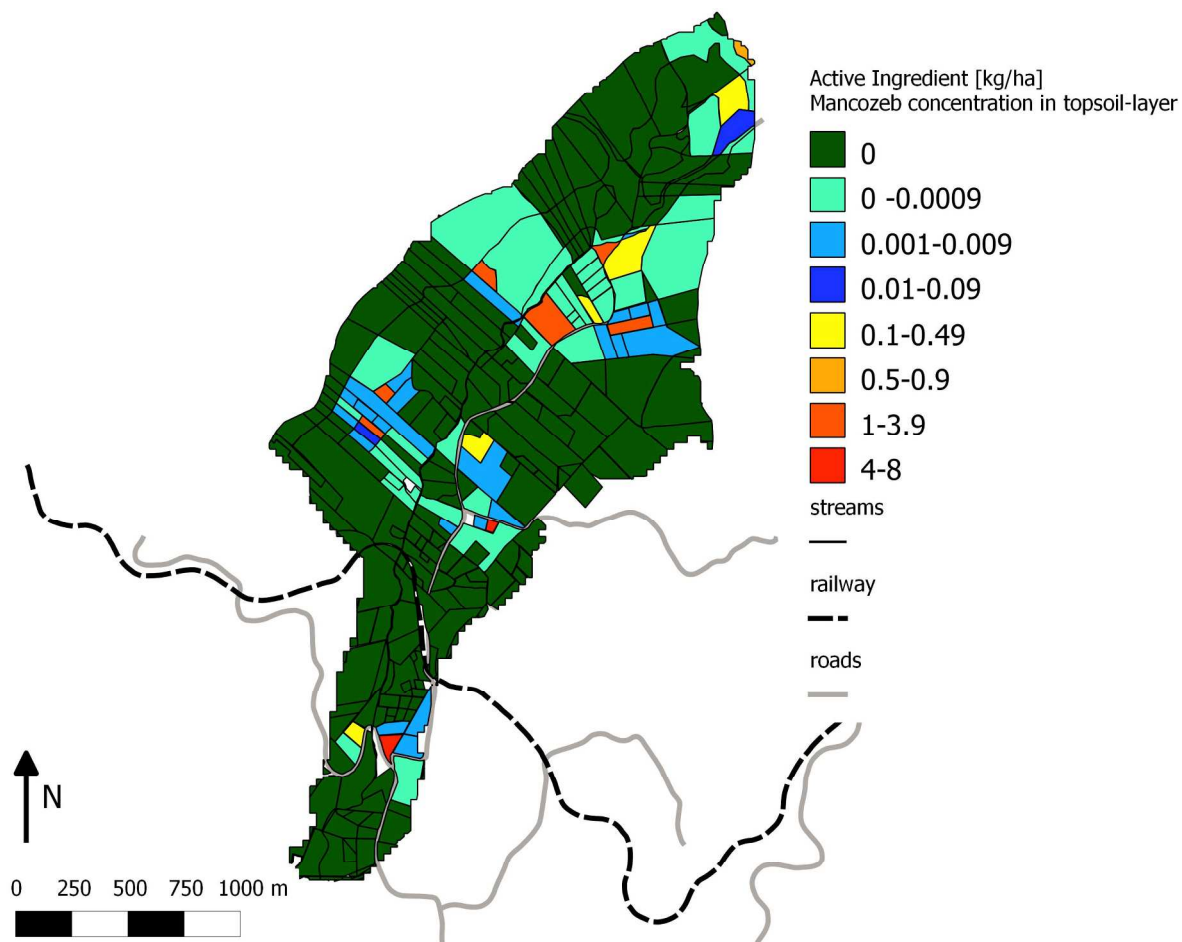 Active Ingredient [kg/ha]
Mancozeb concentration in topsoil-layer
0
0 -0.0009
0.001-0.009
0.01-0.09
0.1-0.49
0.5-0.9
1-3.9
4-8
streams
railway
roads
N
0 250 500 750 1000 m